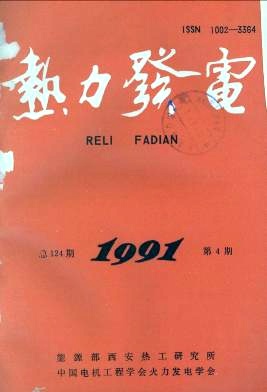 ISSN 1002—3364
熱力發電
RELI FADIAN
总124期 1991 第4期
能源部西安热工研究所
中国电机工程学会火力发电学会